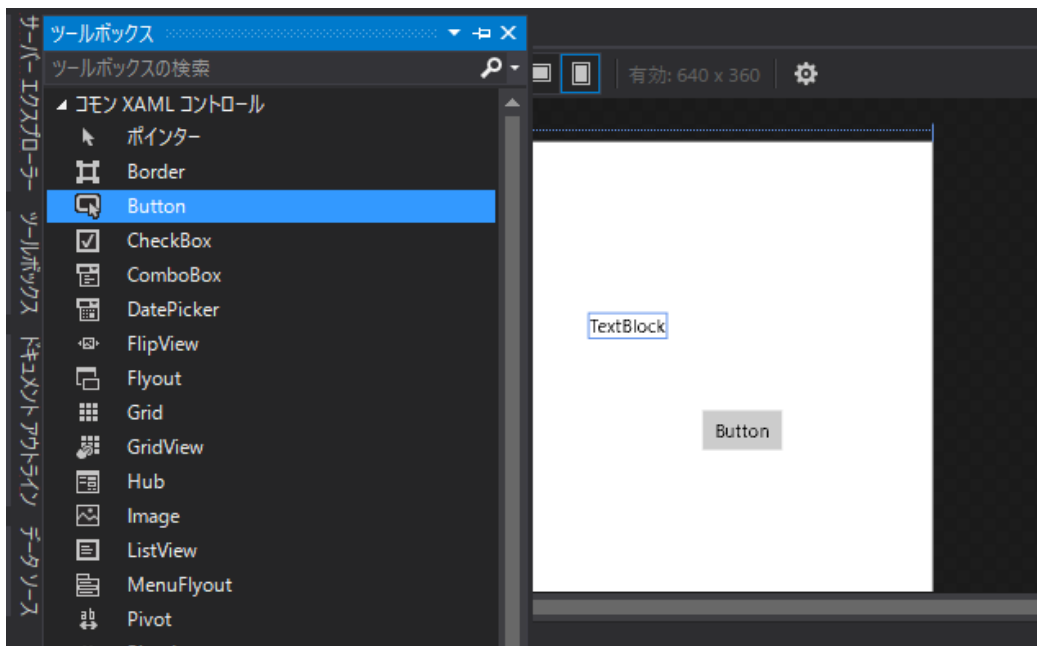 サーバー エクスプローラー
ツールボックス
ドキュメント アウトライン
データ ソース
ツールボックス
ツールボックスの検索
コモン XAML コントロール
ポインター
Border
Button
CheckBox
ComboBox
DatePicker
FlipView
Flyout
Grid
GridView
Hub
Image
ListView
MenuFlyout
Pivot
有効: 640 x 360
TextBlock
Button